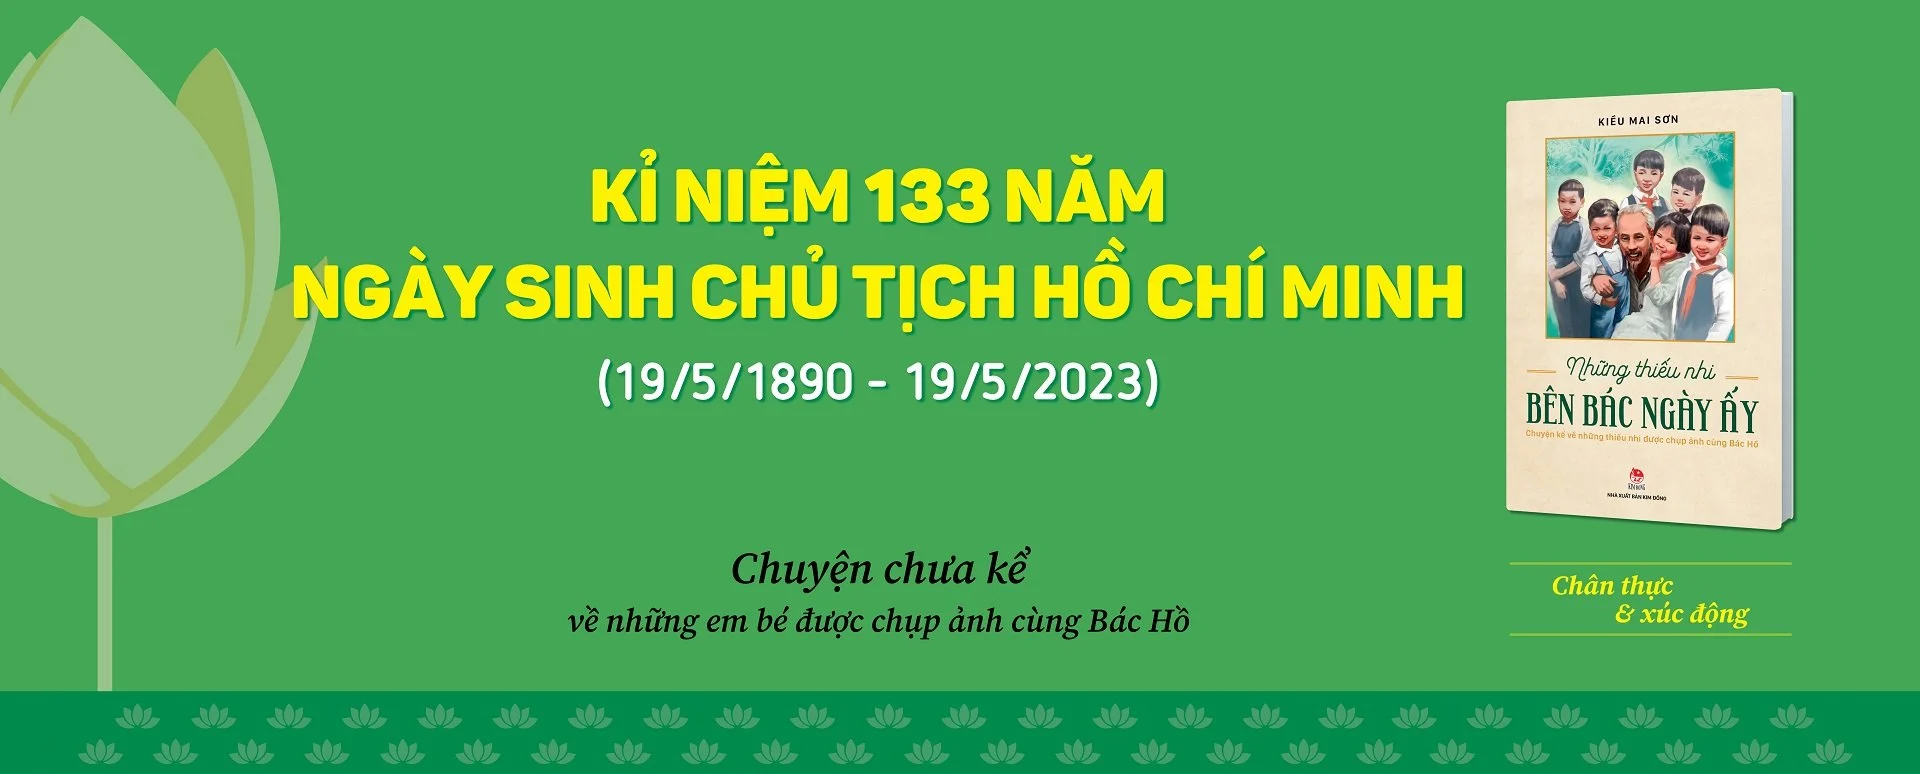 KỈ NIỆM 133 NĂM
NGÀY SINH CHỦ TỊCH HỒ CHÍ MINH
(19/5/1890 - 19/5/2023)
Chuyện chưa kể
về những em bé được chụp ảnh cùng Bác Hồ
KIỀU MAI SƠN
Những thiếu nhi
BÊN BÁC NGÀY ẤY
Chuyện kể về những thiếu nhi được chụp ảnh cùng Bác Hồ
KIM ĐỒNG
NHÀ XUẤT BẢN KIM ĐỒNG
Chân thực
& xúc động